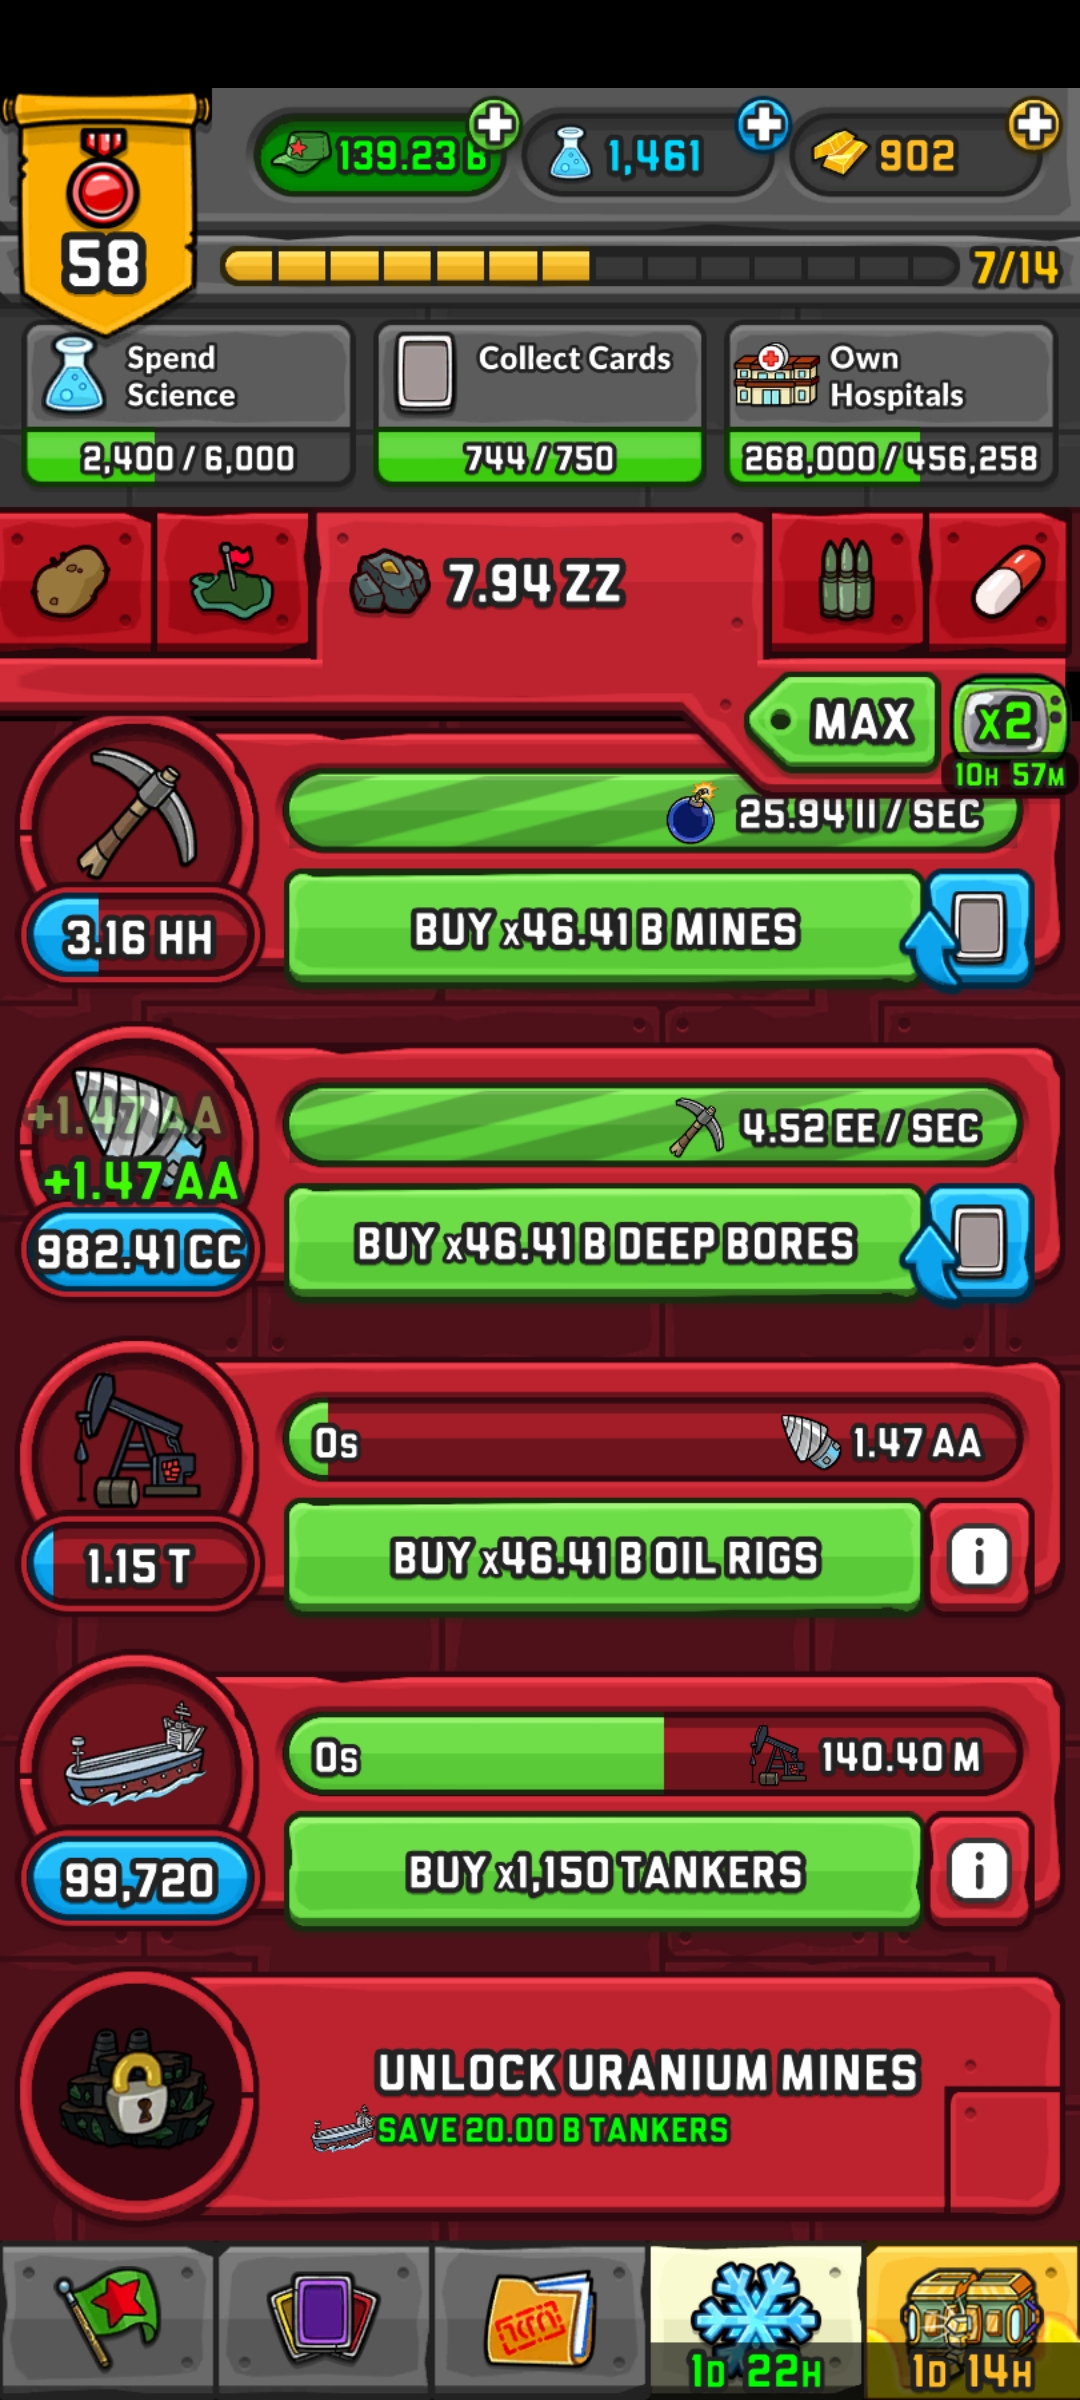 139.23 B
1,461
902
58
7/14
Spend
Science
2,400 / 6,000
Collect Cards
744 / 750
Own
Hospitals
268,000 / 456,258
7.94 ZZ
MAX
x2
10H 57M
25.94 II / SEC
3.16 HH
BUY x46.41 B MINES
+1.47 AA
+1.47 AA
4.52 EE / SEC
982.41 CC
BUY x46.41 B DEEP BORES
0s
1.47 AA
1.15 T
BUY x46.41 B OIL RIGS
i
0s
140.40 M
99,720
BUY x1,150 TANKERS
i
UNLOCK URANIUM MINES
SAVE 20.00 B TANKERS
1D 22H
1D 14H